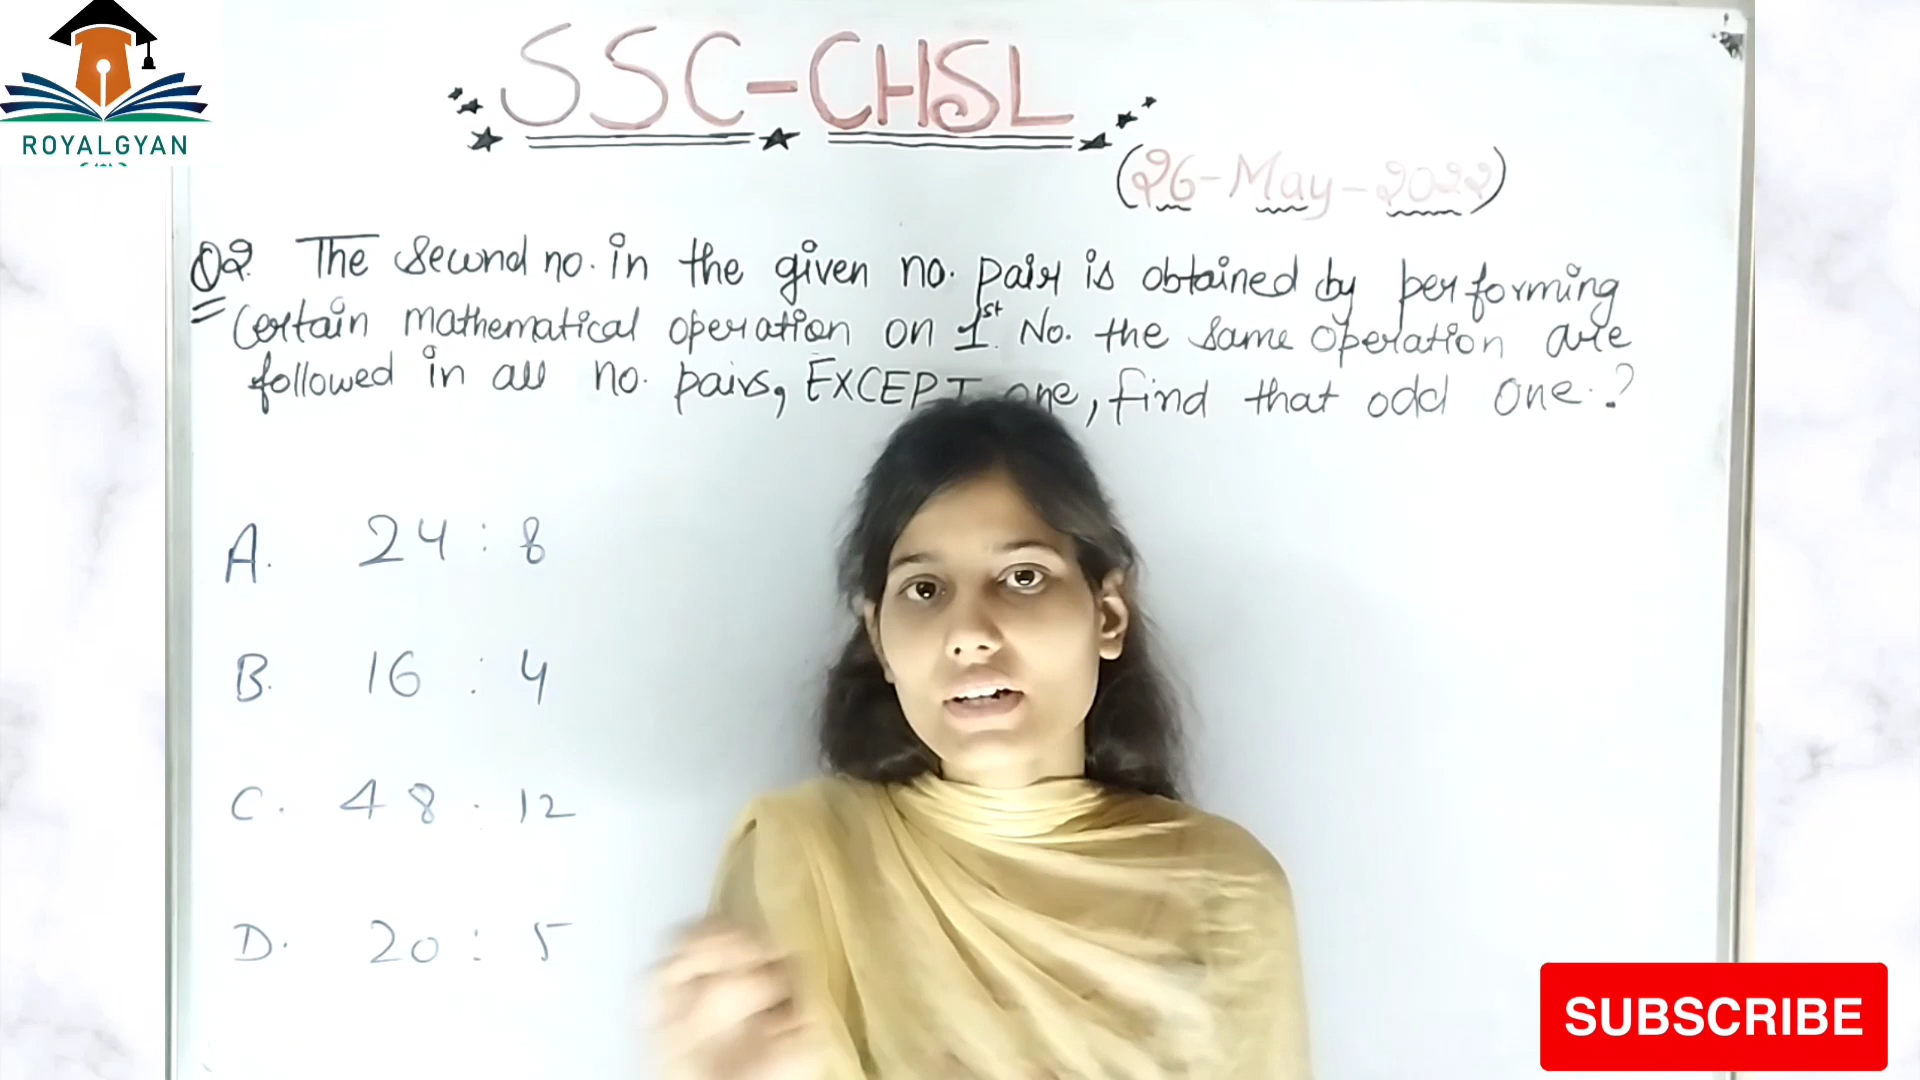 ROYALGYAN
SSC-CHSL
(26-May-2022)
Q2. The second no. in the given no. pair is obtained by performing
certain mathematical operation on 1st No. the same operation are
followed in all no. pairs, EXCEPT one, find that odd one.?
A. 24 : 8
B. 16 : 4
C. 48 : 12
D. 20 : 5
SUBSCRIBE